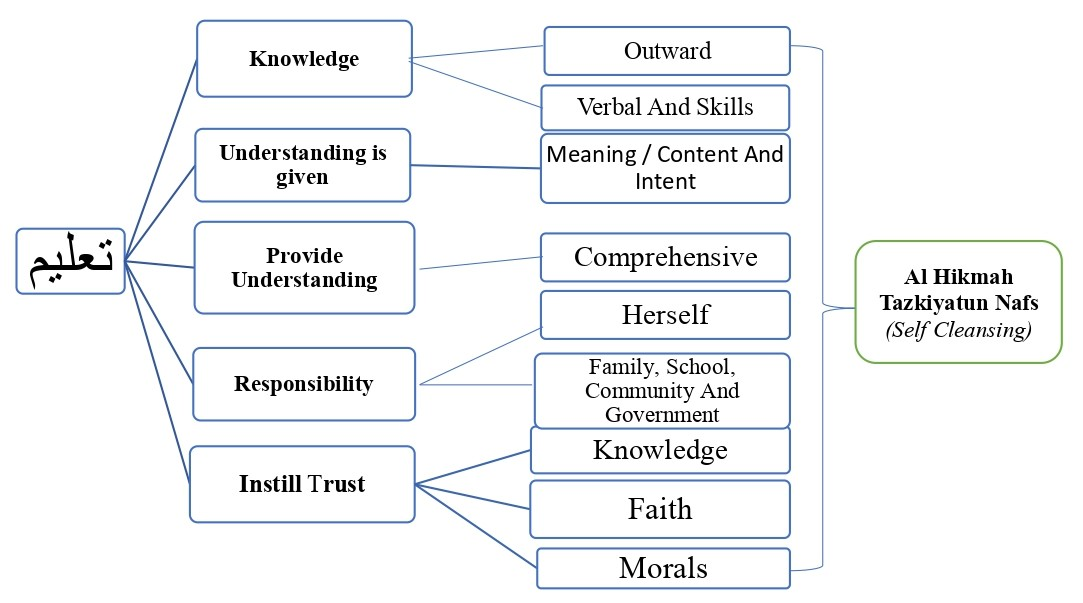 تعليم
Knowledge
Understanding is
given
Provide
Understanding
Responsibility
Instill Trust
Outward
Verbal And Skills
Meaning / Content And
Intent
Comprehensive
Herself
Family, School,
Community And
Government
Knowledge
Faith
Morals
Al Hikmah
Tazkiyatun Nafs
(Self Cleansing)